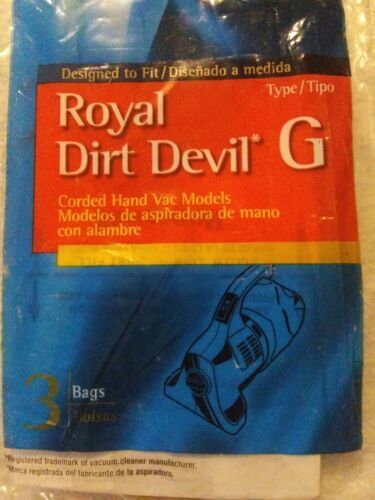 Designed to Fit/Diseñado a medida
Type/Tipo
Royal
Dirt Devil* G
Corded Hand Vac Models
Modelos de aspiradora de mano
con alambre
3 Bags
Bolsas
*Registered trademark of vacuum cleaner manufacturer.
*Marca registrada del fabricante de la aspiradora.